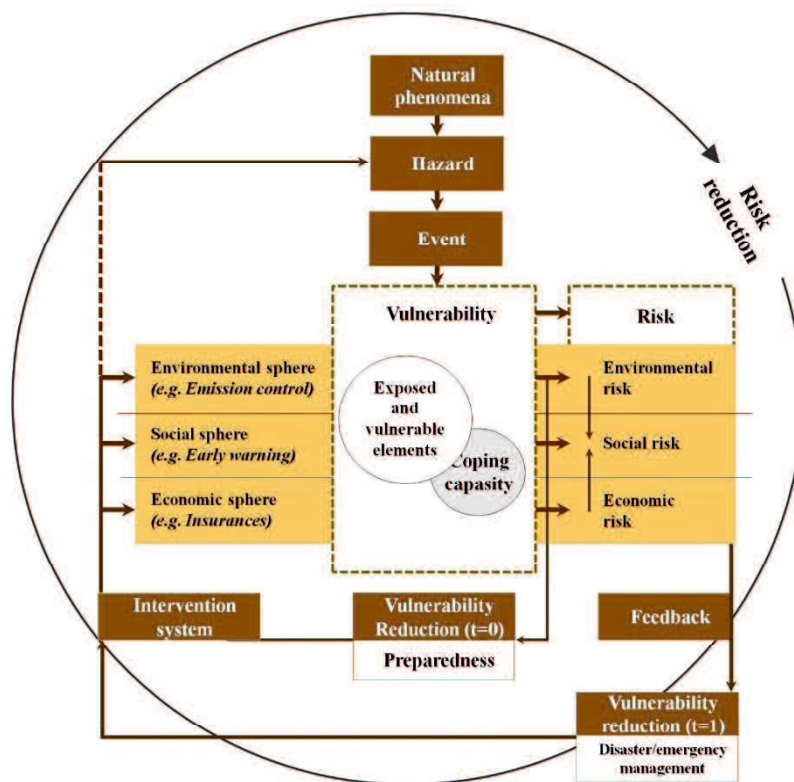 Natural
phenomena
Hazard
Event
Risk
reduction
Vulnerability
Risk
Environmental sphere
(e.g. Emission control)
Social sphere
(e.g. Early warning)
Economic sphere
(e.g. Insurances)
Exposed
and
vulnerable
elements
Coping
capasity
Environmental
risk
Social risk
Economic
risk
Intervention
system
Vulnerability
Reduction (t=0)
Preparedness
Feedback
Vulnerability
reduction (t=1)
Disaster/emergency
management